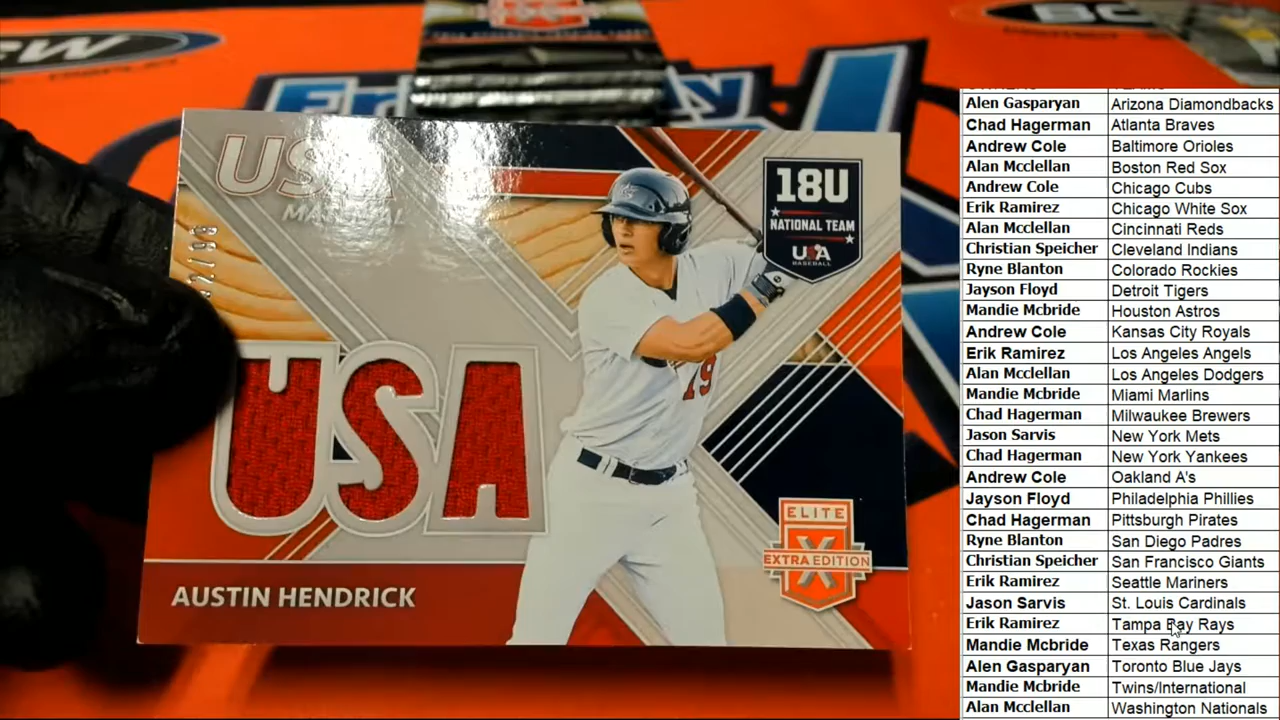 USA
MATERIAL
18U
NATIONAL TEAM
USA
BASEBALL
19
USA
ELITE
X
EXTRA EDITION
AUSTIN HENDRICK
Alen Gasparyan Arizona Diamondbacks
Chad Hagerman Atlanta Braves
Andrew Cole Baltimore Orioles
Alan Mcclellan Boston Red Sox
Andrew Cole Chicago Cubs
Erik Ramirez Chicago White Sox
Alan Mcclellan Cincinnati Reds
Christian Speicher Cleveland Indians
Ryne Blanton Colorado Rockies
Jayson Floyd Detroit Tigers
Mandie Mcbride Houston Astros
Andrew Cole Kansas City Royals
Erik Ramirez Los Angeles Angels
Alan Mcclellan Los Angeles Dodgers
Mandie Mcbride Miami Marlins
Chad Hagerman Milwaukee Brewers
Jason Sarvis New York Mets
Chad Hagerman New York Yankees
Andrew Cole Oakland A's
Jayson Floyd Philadelphia Phillies
Chad Hagerman Pittsburgh Pirates
Ryne Blanton San Diego Padres
Christian Speicher San Francisco Giants
Erik Ramirez Seattle Mariners
Jason Sarvis St. Louis Cardinals
Erik Ramirez Tampa Bay Rays
Mandie Mcbride Texas Rangers
Alen Gasparyan Toronto Blue Jays
Mandie Mcbride Twins/International
Alan Mcclellan Washington Nationals